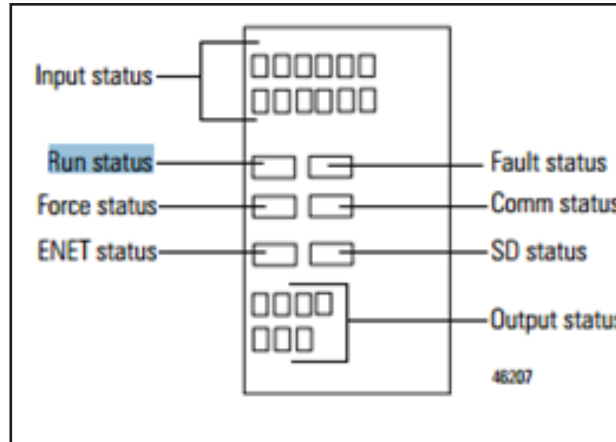 Input status
Run status
Fault status
Force status
Comm status
ENET status
SD status
Output status
46207